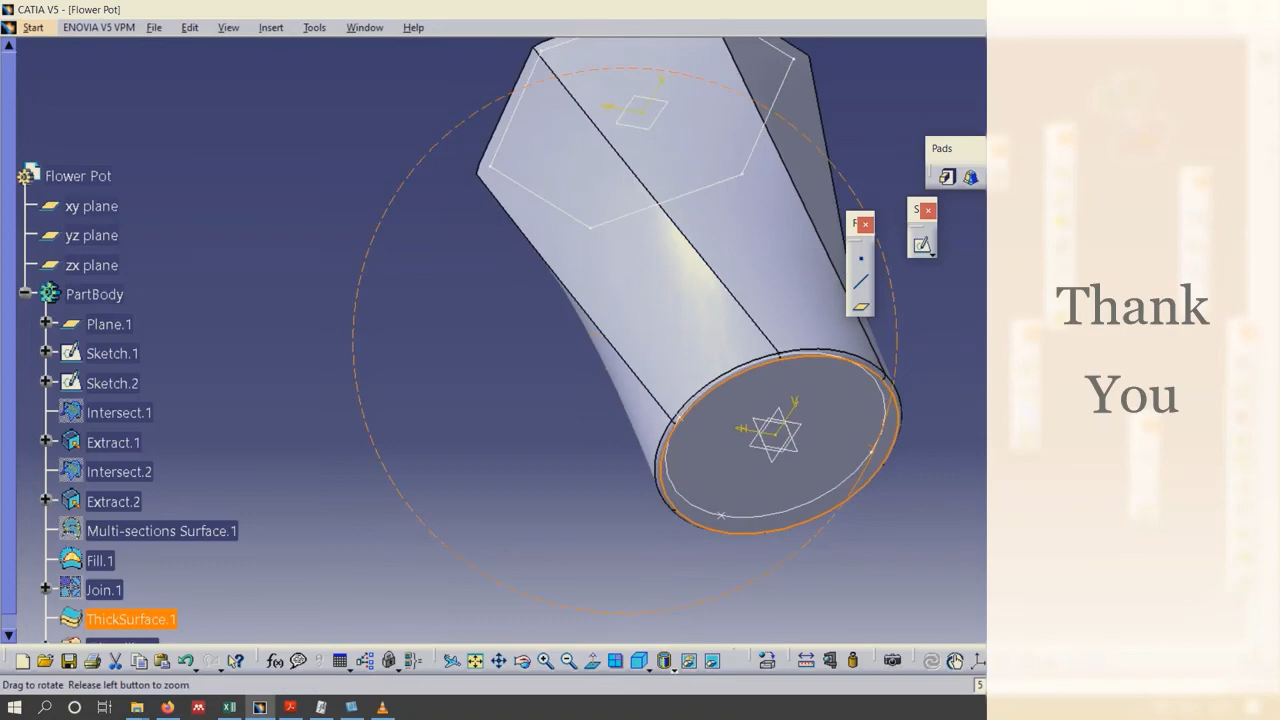 CATIA V5 - [Flower Pot]
Start ENOVIA V5 VPM File Edit View Insert Tools Window Help
Pads
S
Flower Pot
xy plane
yz plane
zx plane
PartBody
Plane.1
Sketch.1
Sketch.2
Intersect.1
Extract.1
Intersect.2
Extract.2
Multi-sections Surface.1
Fill.1
Join.1
ThickSurface.1
Thank
You
Drag to rotate Release left button to zoom
5